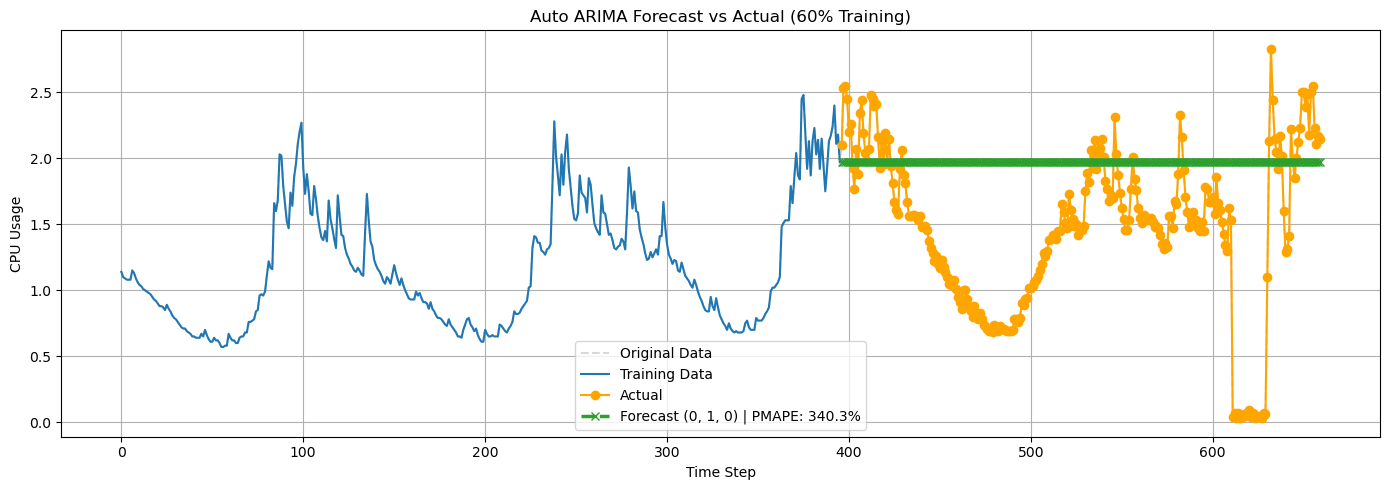 Auto ARIMA Forecast vs Actual (60% Training)
CPU Usage
2.5
2.0
1.5
1.0
0.5
0.0
Original Data
Training Data
Actual
Forecast (0, 1, 0) | PMAPE: 340.3%
0 100 200 300 400 500 600
Time Step